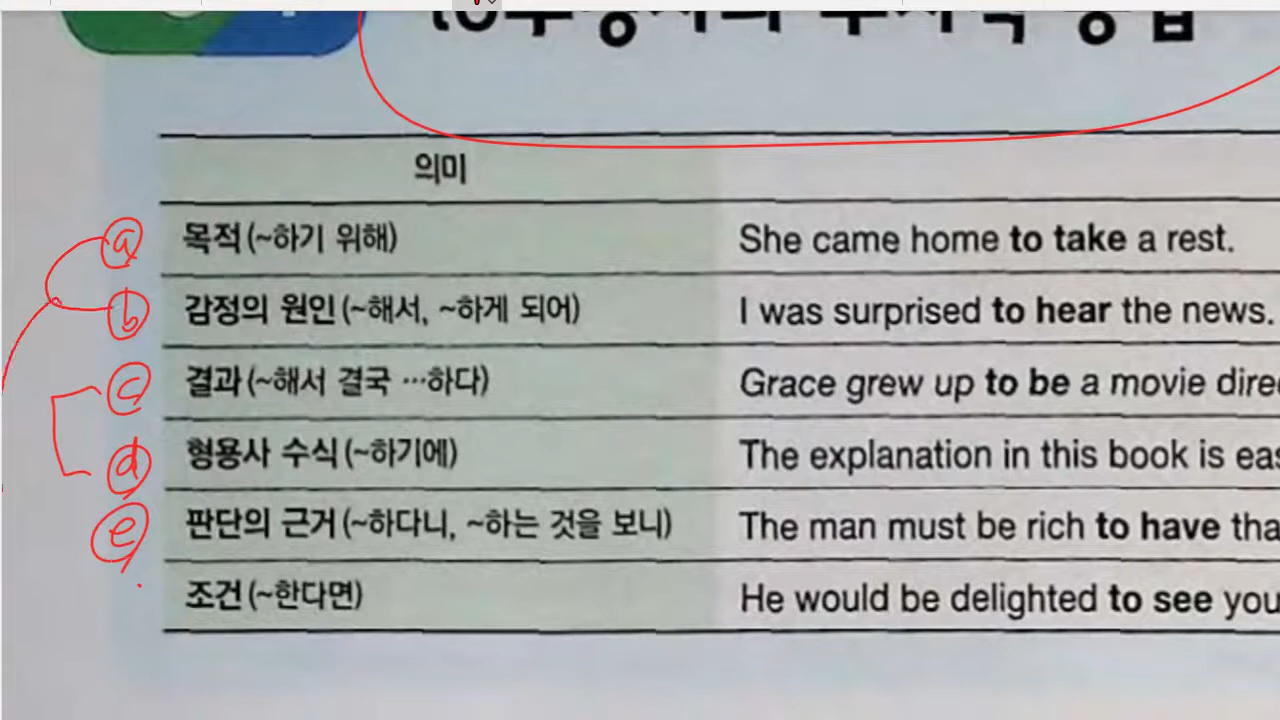 의미
ⓐ 목적(~하기 위해) She came home to take a rest.
ⓑ 감정의 원인(~해서, ~하게 되어) I was surprised to hear the news.
ⓒ 결과(~해서 결국 …하다) Grace grew up to be a movie
ⓓ 형용사 수식(~하기에) The explanation in this book is
ⓔ 판단의 근거(~하다니, ~하는 것을 보니) The man must be rich to have
조건(~한다면) He would be delighted to see you